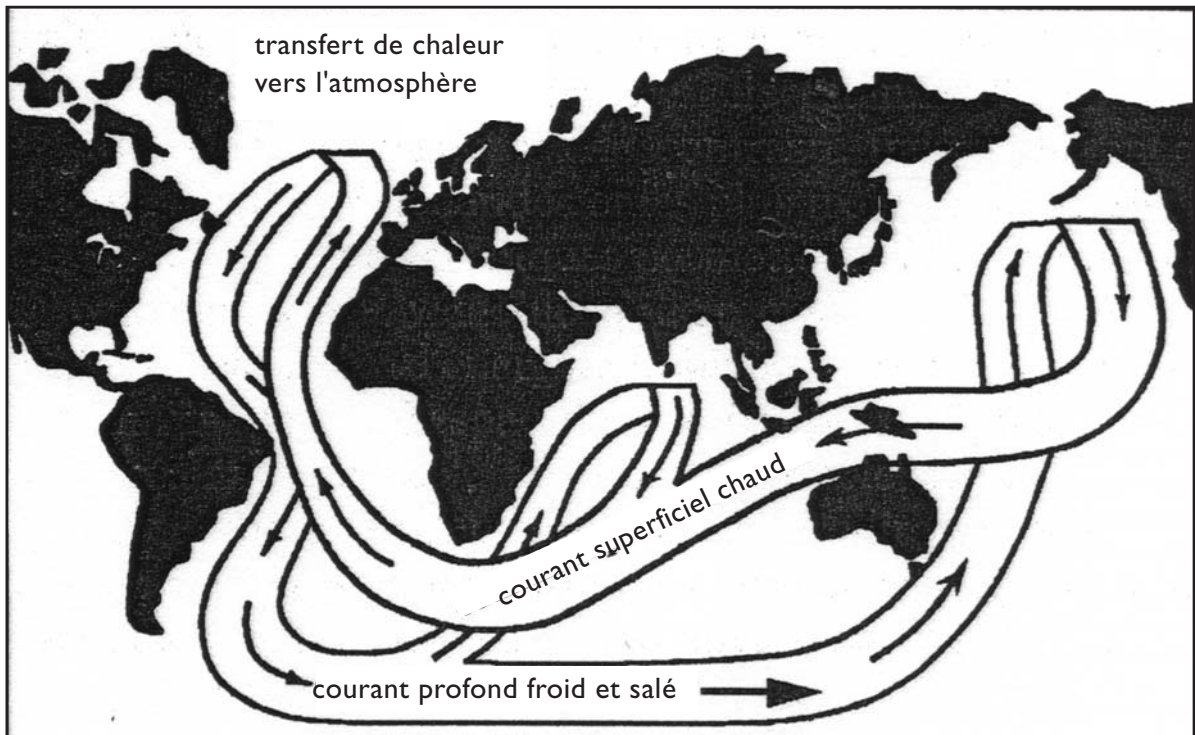 transfert de chaleur
vers l'atmosphère
courant superficiel chaud
courant profond froid et salé